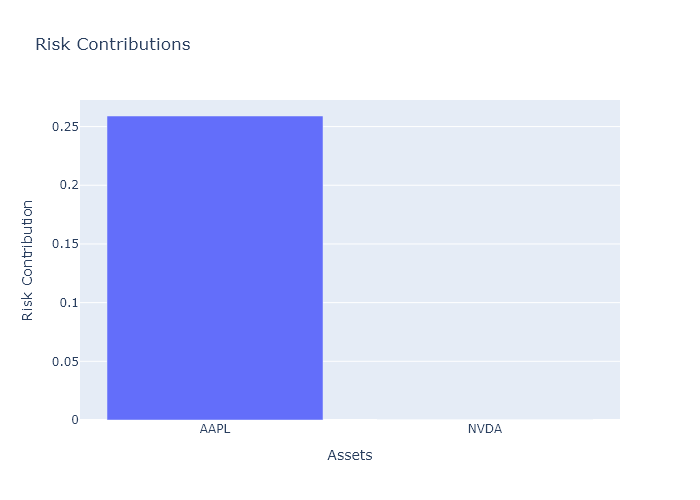 Risk Contributions
0.25
0.2
0.15
0.1
0.05
0
Risk Contribution
AAPL
NVDA
Assets